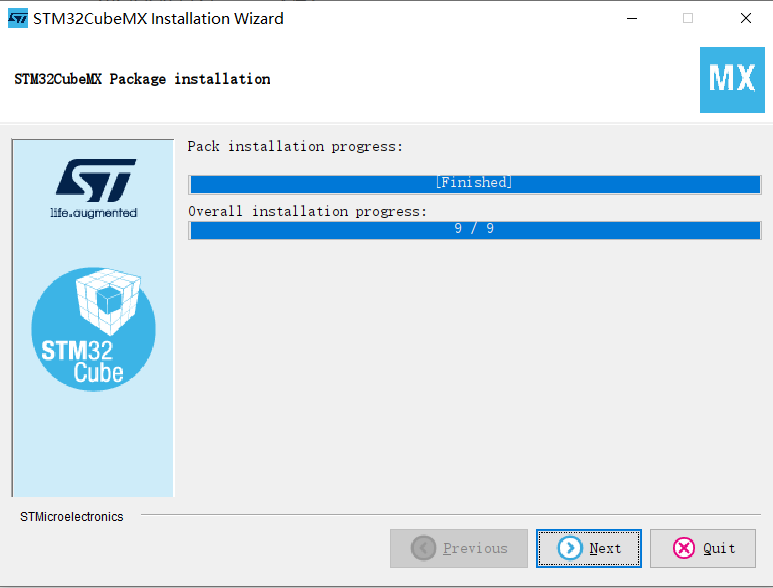 STM32CubeMX Installation Wizard
STM32CubeMX Package installation
MX
Pack installation progress:
[Finished]
Overall installation progress:
9 / 9
ST
life.augmented
STM32
Cube
STMicroelectronics
Previous
Next
Quit